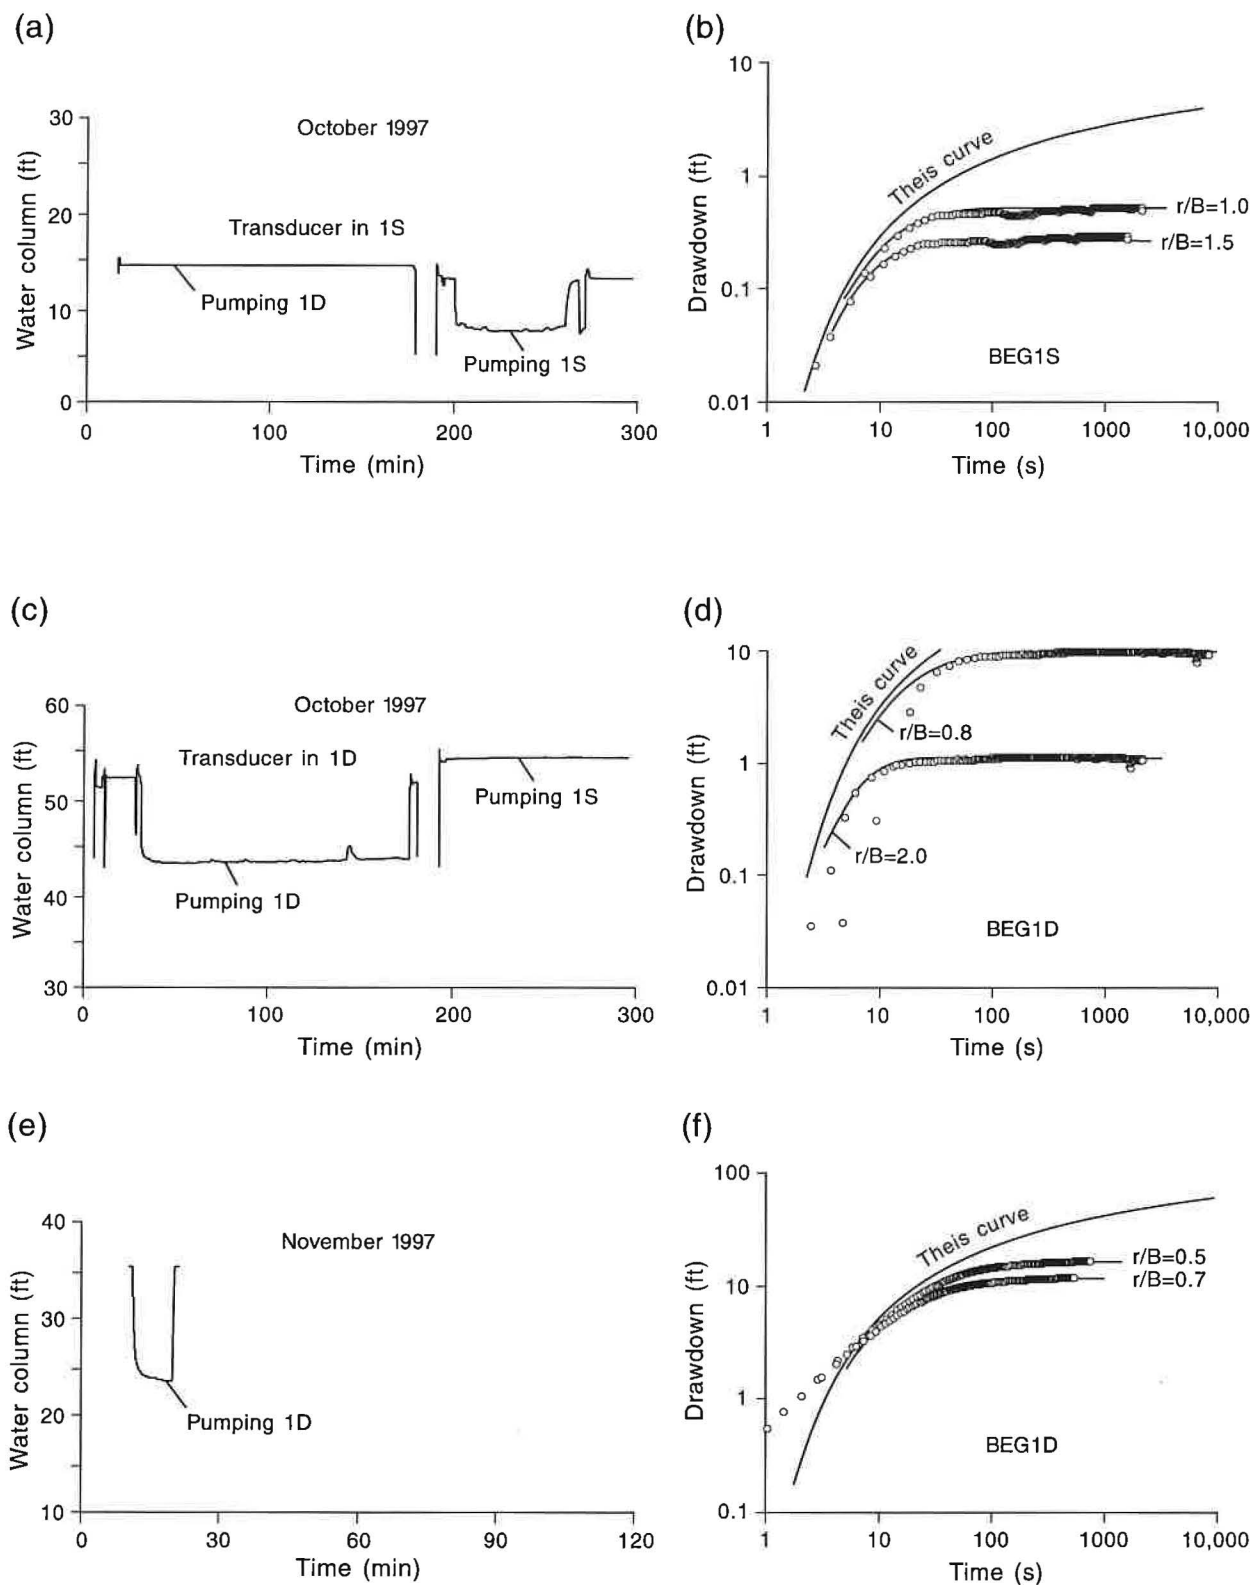 (a)
30
20
10
0
Water column (ft)
October 1997
Transducer in 1S
Pumping 1D
Pumping 1S
0 100 200 300
Time (min)
(b)
10
1
0.1
0.01
Drawdown (ft)
Theis curve
r/B=1.0
r/B=1.5
BEG1S
1 10 100 1000 10,000
Time (s)
(c)
60
50
40
30
Water column (ft)
October 1997
Transducer in 1D
Pumping 1S
Pumping 1D
0 100 200 300
Time (min)
(d)
10
1
0.1
0.01
Drawdown (ft)
Theis curve
r/B=0.8
r/B=2.0
BEG1D
1 10 100 1000 10,000
Time (s)
(e)
40
30
20
10
Water column (ft)
November 1997
Pumping 1D
0 30 60 90 120
Time (min)
(f)
100
10
1
0.1
Drawdown (ft)
Theis curve
r/B=0.5
r/B=0.7
BEG1D
1 10 100 1000 10,000
Time (s)